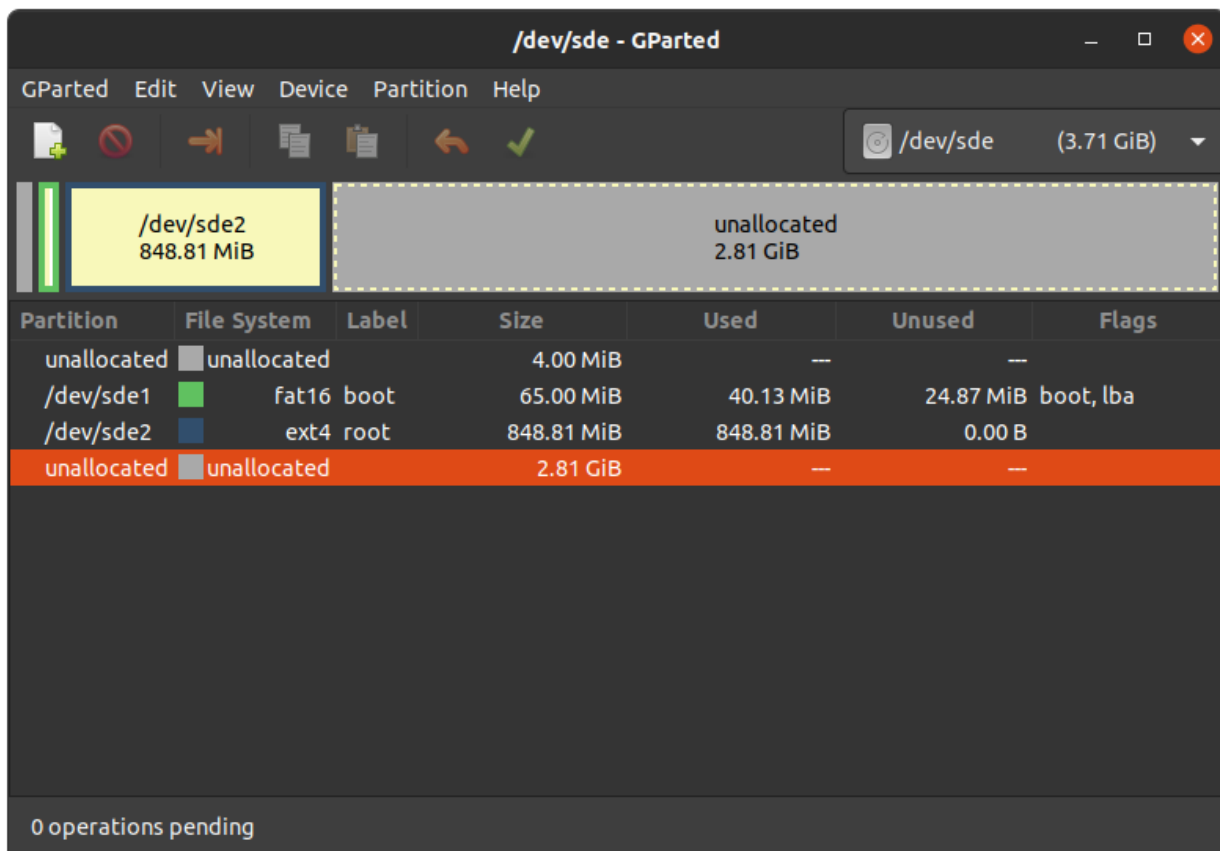 /dev/sde - GParted
GParted Edit View Device Partition Help
/dev/sde (3.71 GiB)
/dev/sde2
848.81 MiB
unallocated
2.81 GiB
Partition File System Label Size Used Unused Flags
unallocated unallocated 4.00 MiB --- ---
/dev/sde1 fat16 boot 65.00 MiB 40.13 MiB 24.87 MiB boot, lba
/dev/sde2 ext4 root 848.81 MiB 848.81 MiB 0.00 B
unallocated unallocated 2.81 GiB --- ---
0 operations pending